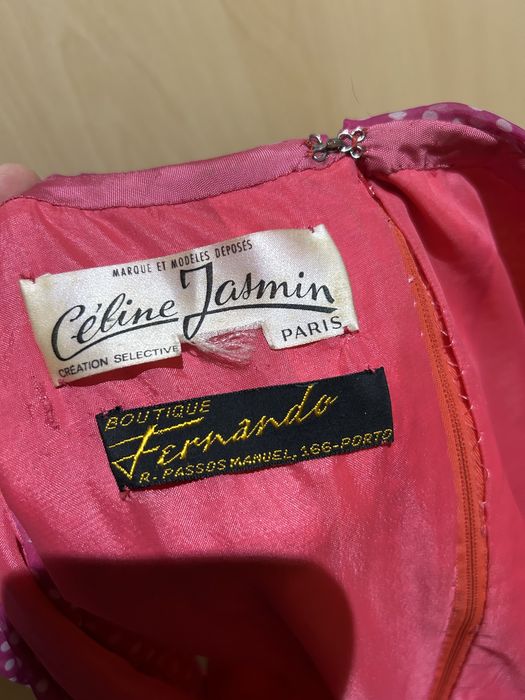 MARQUE ET MODÈLES DÉPOSÉS
Céline Jasmin
CRÉATION SELECTIVE
PARIS
BOUTIQUE
Fernando
R. PASSOS MANUEL, 166-PORTO